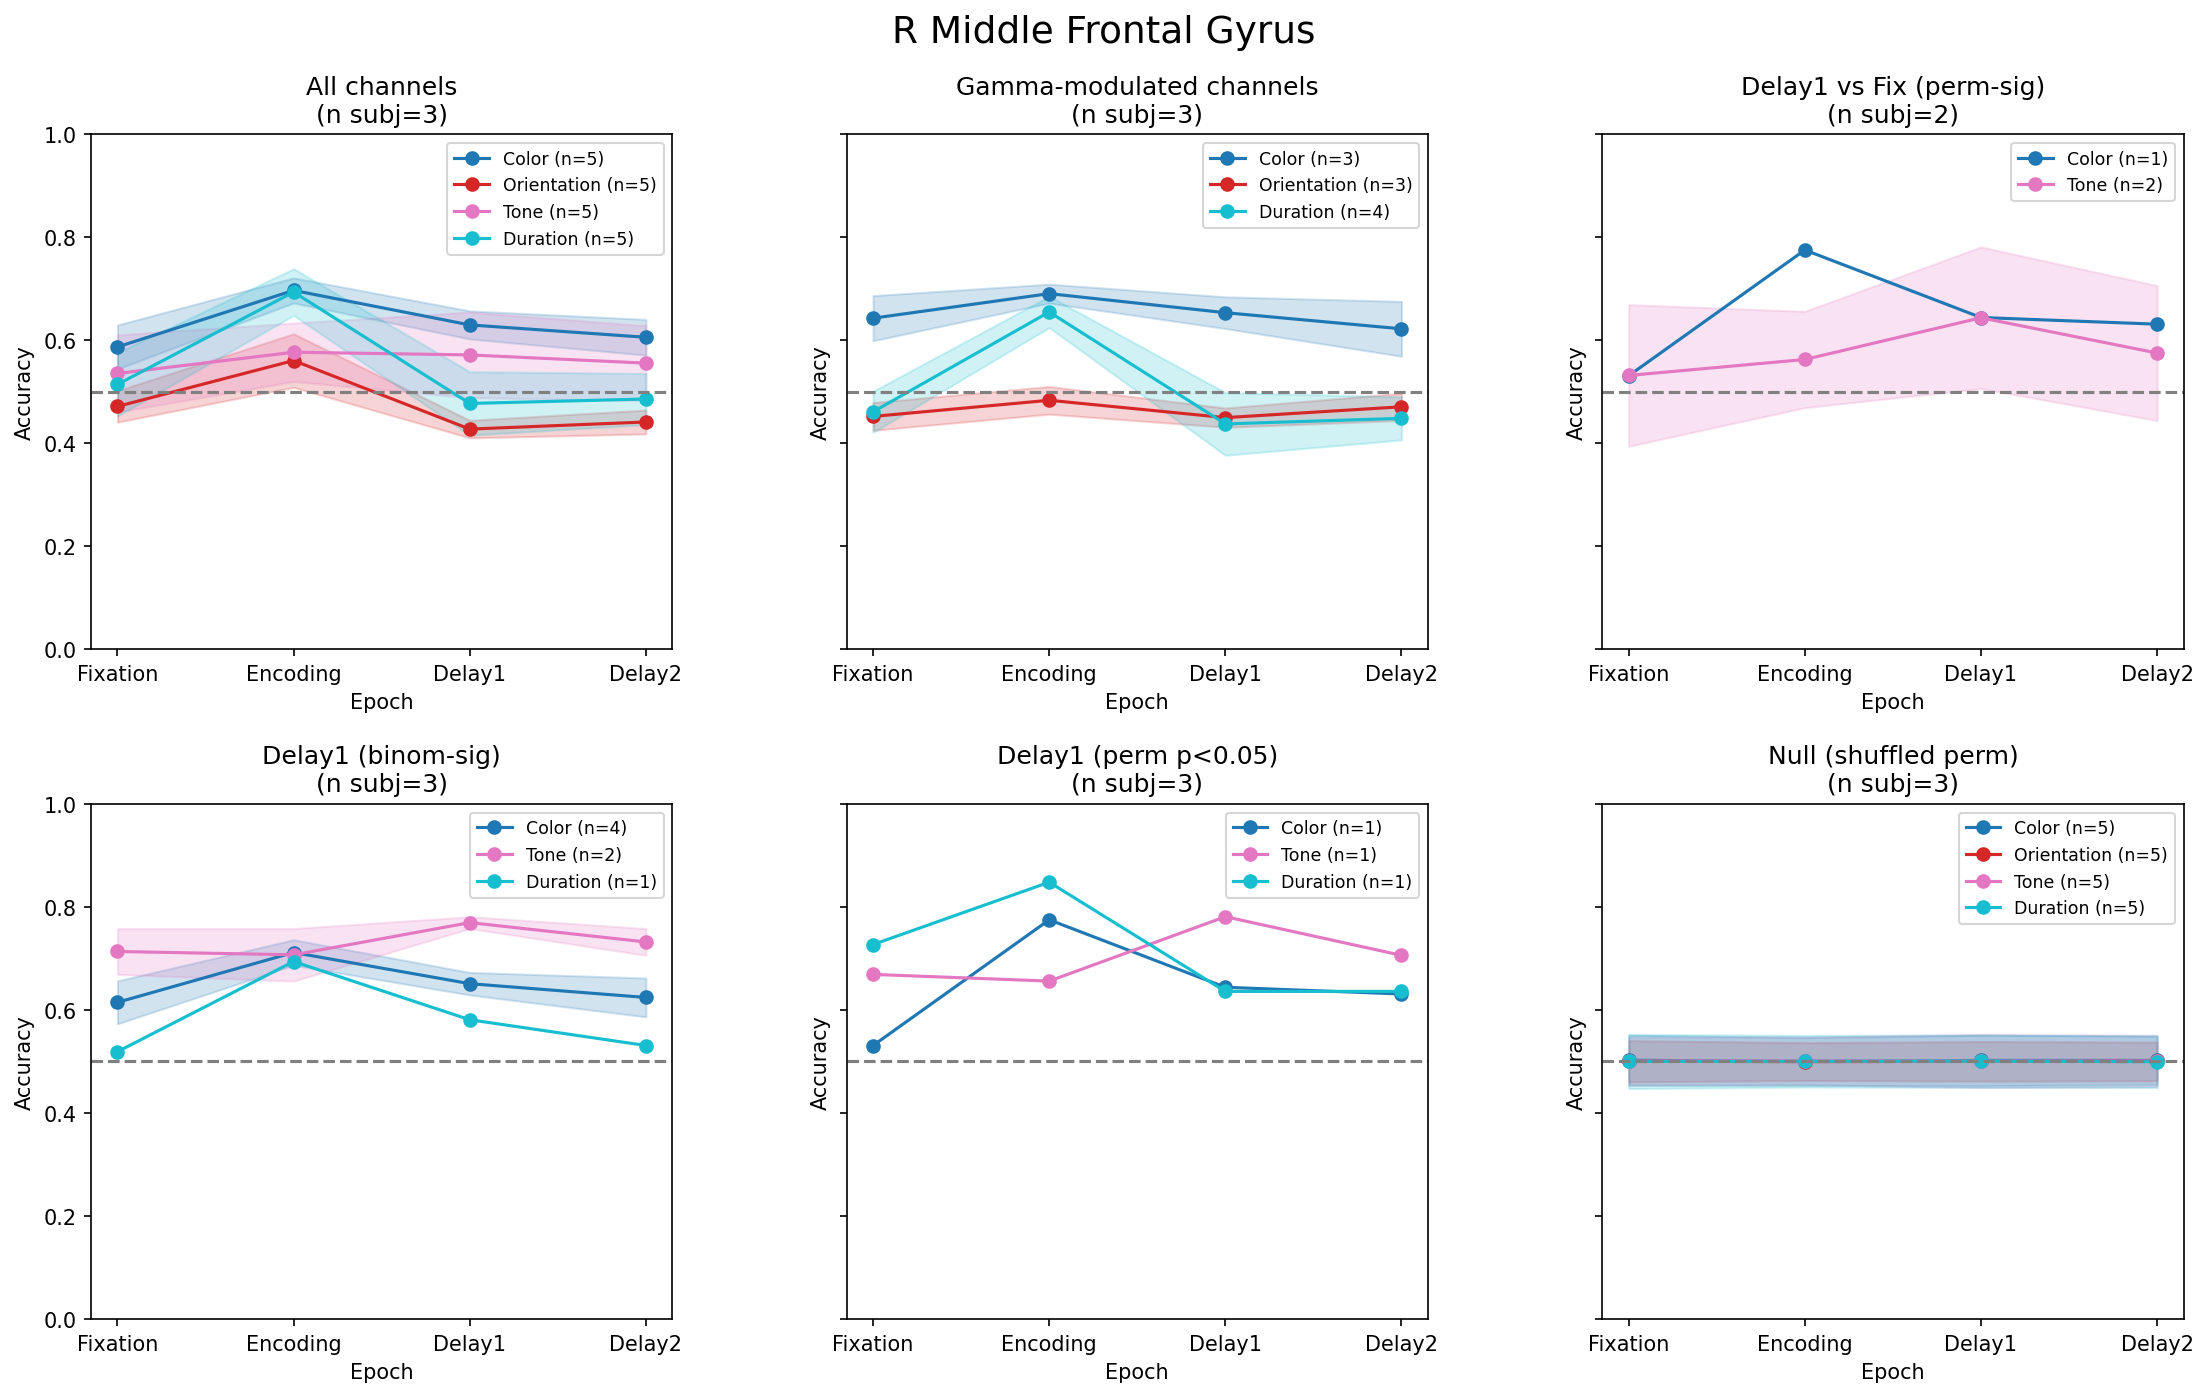 R Middle Frontal Gyrus
All channels
(n subj=3)
1.0
0.8
0.6
0.4
0.2
0.0
Accuracy
Color (n=5)
Orientation (n=5)
Tone (n=5)
Duration (n=5)
Fixation Encoding Delay1 Delay2
Epoch
Gamma-modulated channels
(n subj=3)
Accuracy
Color (n=3)
Orientation (n=3)
Duration (n=4)
Fixation Encoding Delay1 Delay2
Epoch
Delay1 vs Fix (perm-sig)
(n subj=2)
Accuracy
Color (n=1)
Tone (n=2)
Fixation Encoding Delay1 Delay2
Epoch
Delay1 (binom-sig)
(n subj=3)
1.0
0.8
0.6
0.4
0.2
0.0
Accuracy
Color (n=4)
Tone (n=2)
Duration (n=1)
Fixation Encoding Delay1 Delay2
Epoch
Delay1 (perm p<0.05)
(n subj=3)
Accuracy
Color (n=1)
Tone (n=1)
Duration (n=1)
Fixation Encoding Delay1 Delay2
Epoch
Null (shuffled perm)
(n subj=3)
Accuracy
Color (n=5)
Orientation (n=5)
Tone (n=5)
Duration (n=5)
Fixation Encoding Delay1 Delay2
Epoch